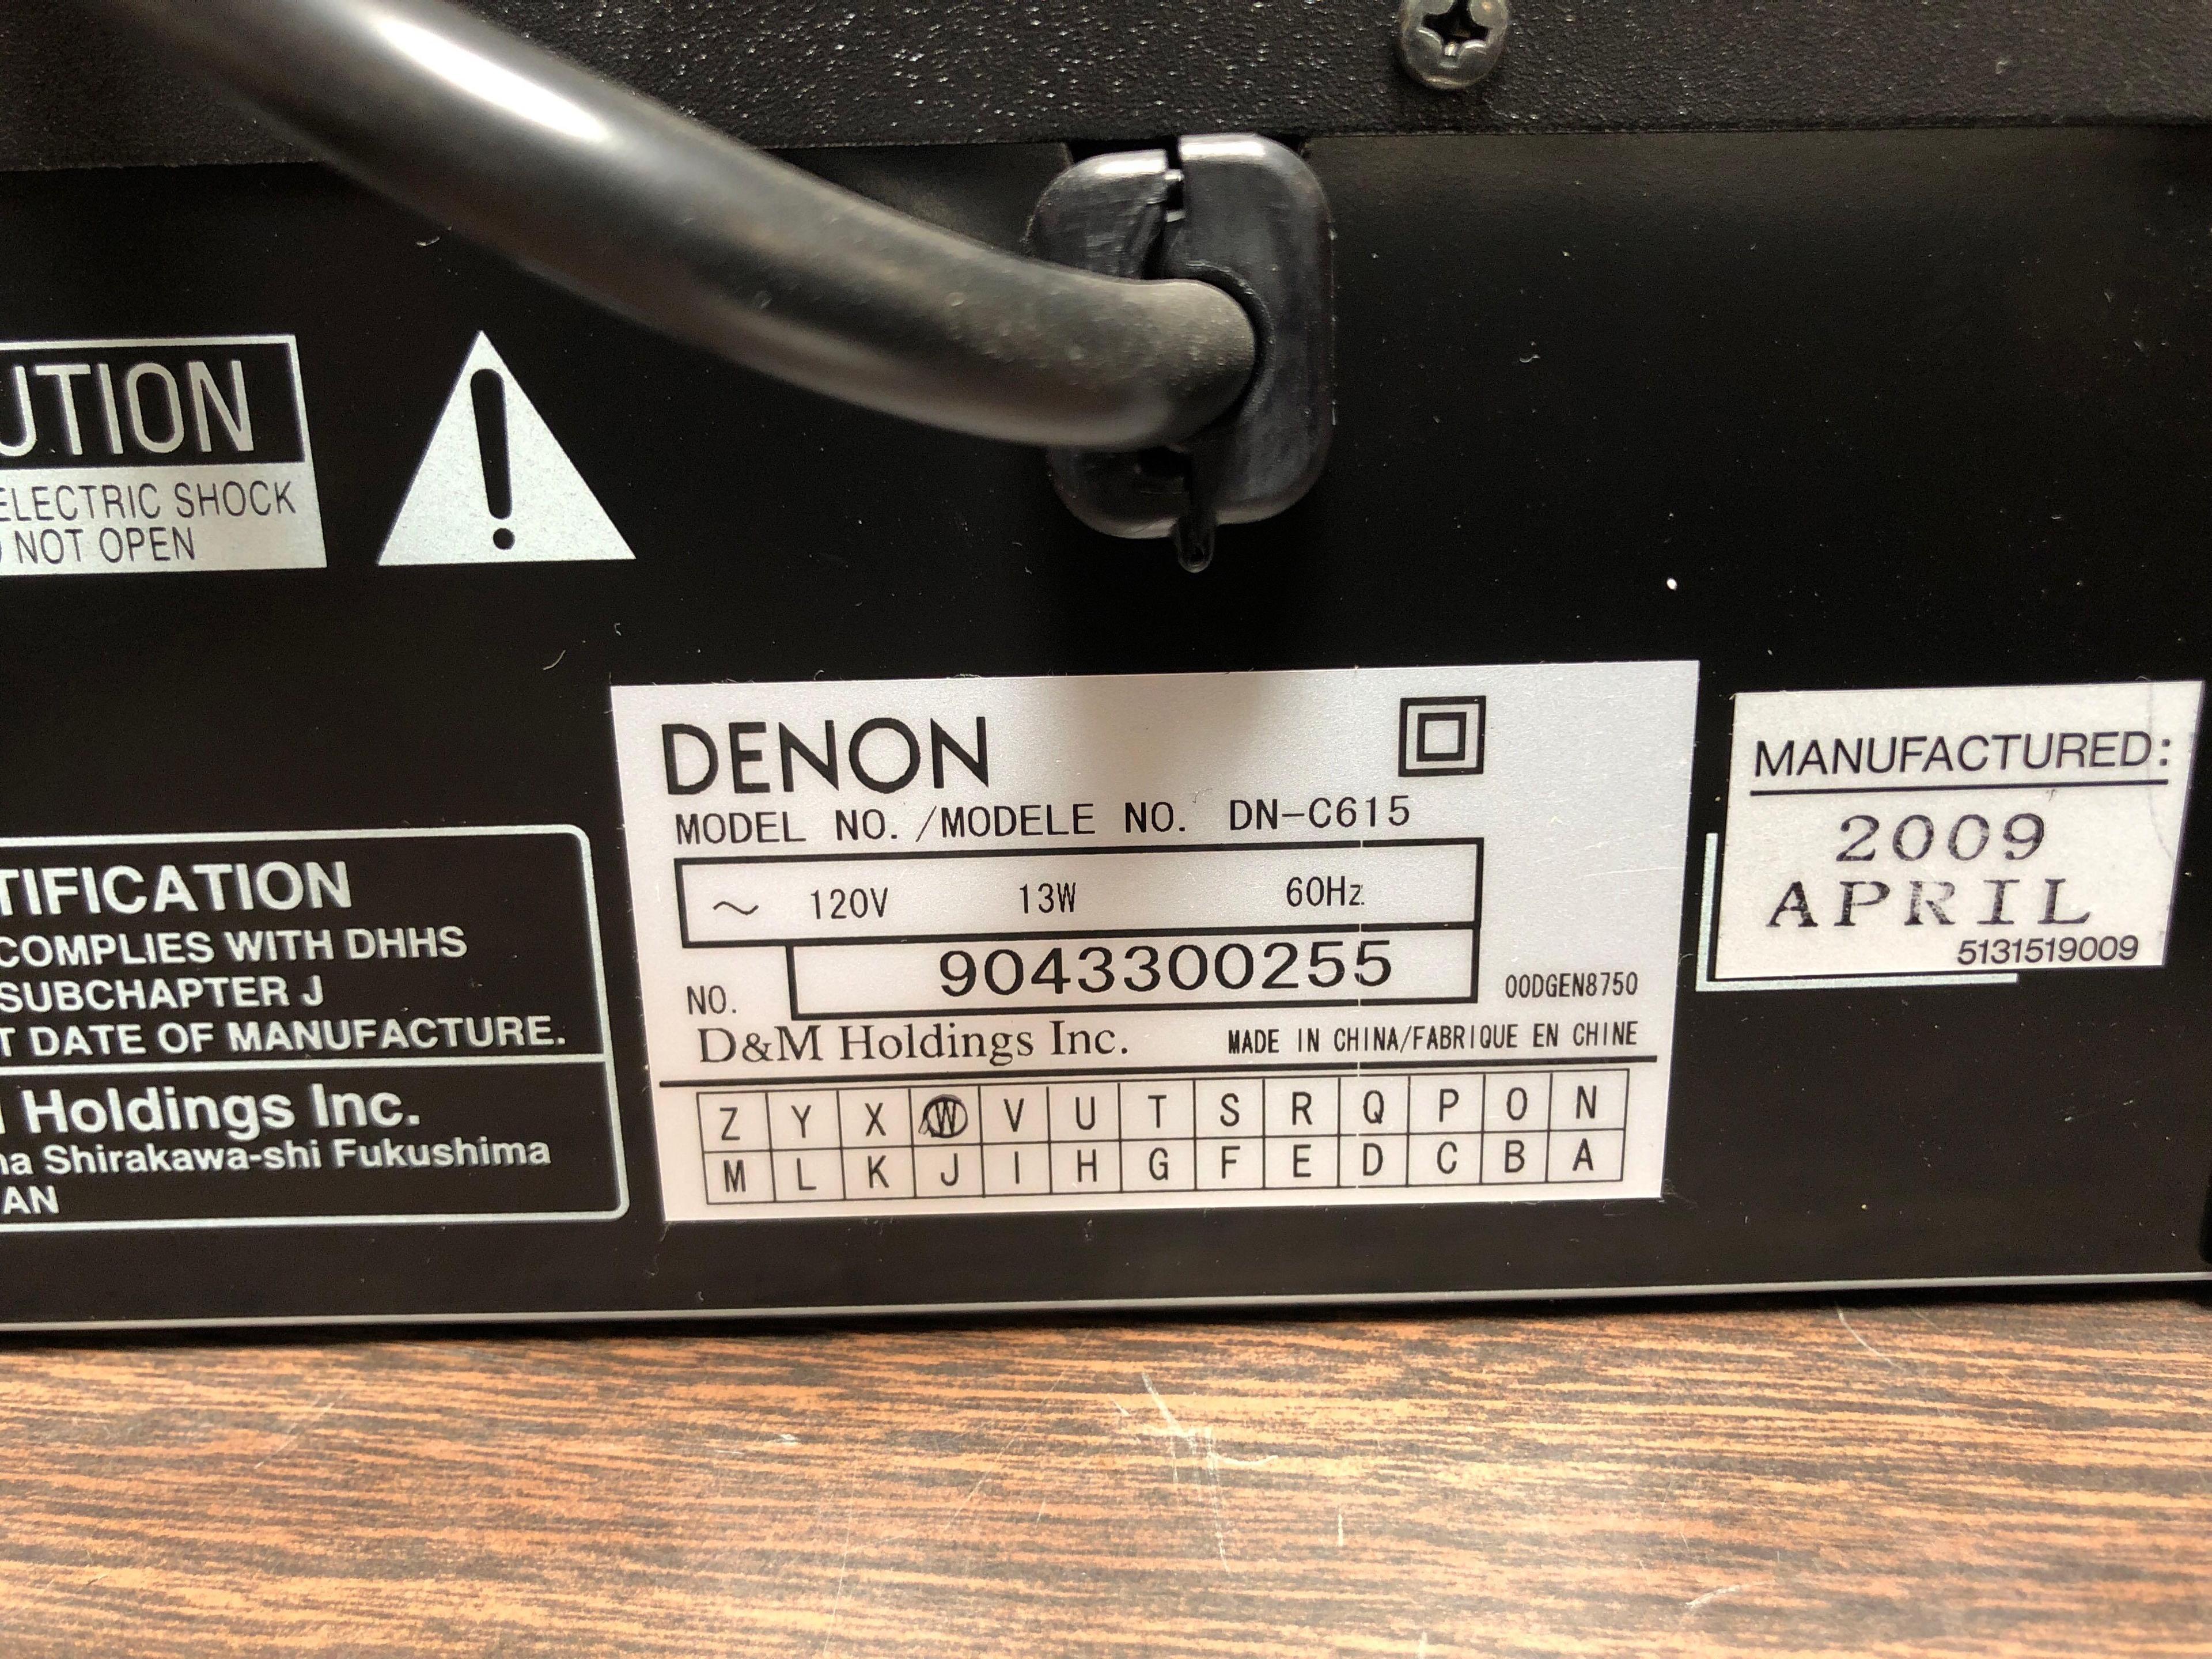 UTION
ELECTRIC SHOCK
NOT OPEN
TIFICATION
COMPLIES WITH DHHS
SUBCHAPTER J
T DATE OF MANUFACTURE.
Holdings Inc.
na Shirakawa-shi Fukushima
AN
DENON
MODEL NO./MODELE NO. DN-C615
~ 120V 13W 60Hz
NO. 9043300255 00DGEN8750
D&M Holdings Inc. MADE IN CHINA/FABRIQUE EN CHINE
Z Y X W V U T S R Q P O N
M L K J I H G F E D C B A
MANUFACTURED:
2009
APRIL
5131519009